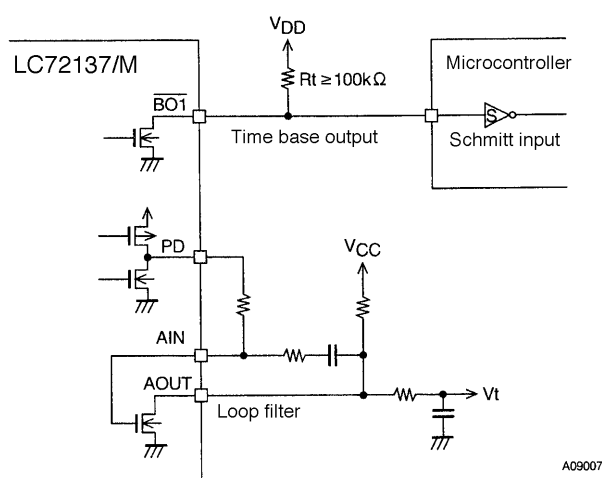 VDD
LC72137/M
Microcontroller
Rt ≥ 100kΩ
BO1
Time base output
S
Schmitt input
PD
VCC
AIN
AOUT
Loop filter
Vt
A09007